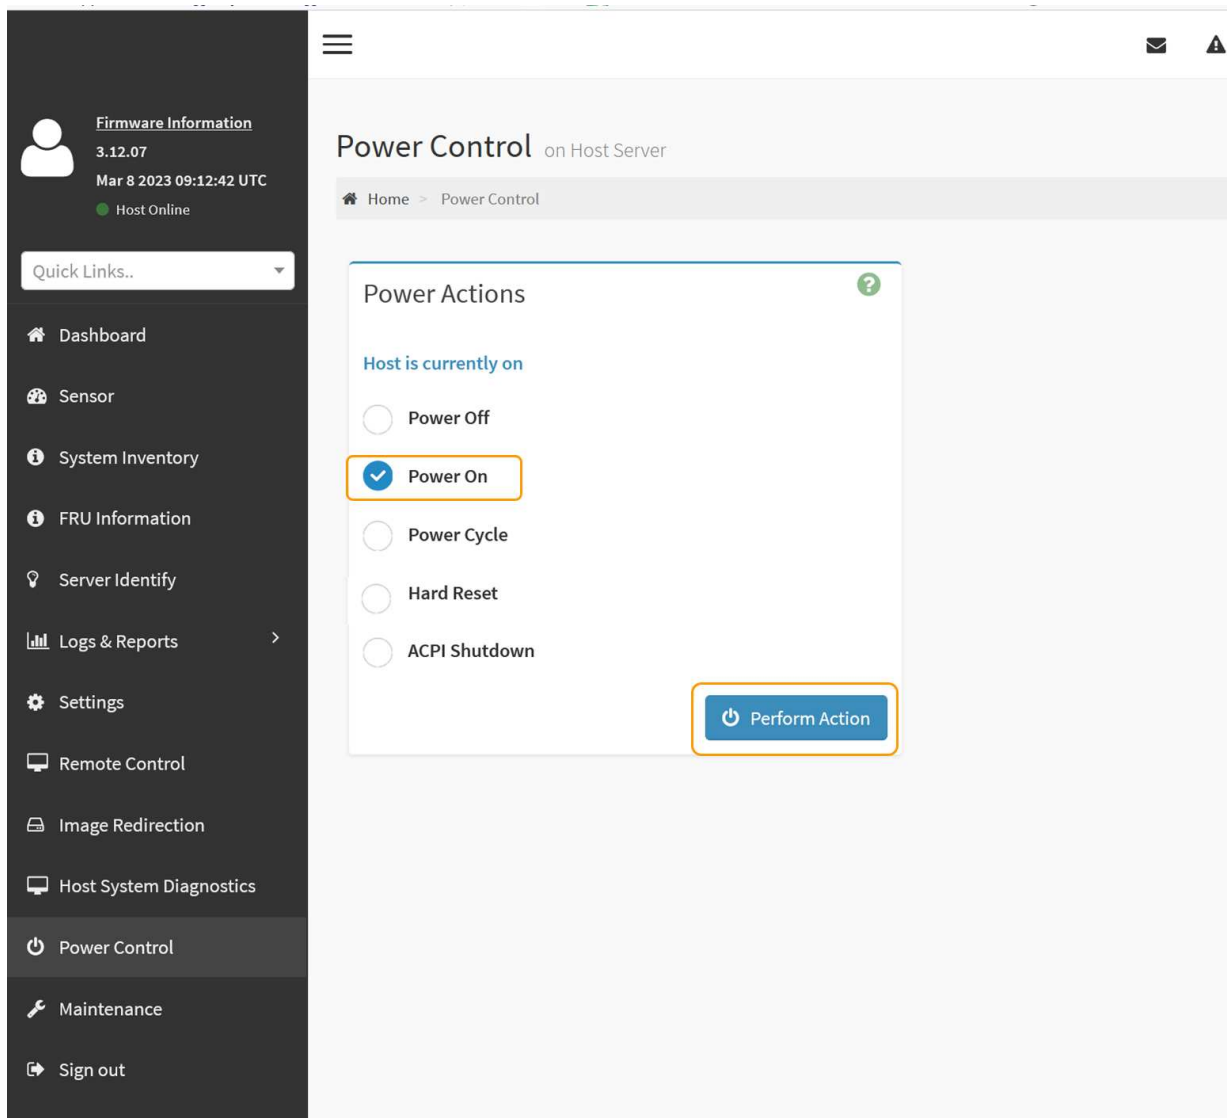 Firmware Information
3.12.07
Mar 8 2023 09:12:42 UTC
Host Online
Quick Links..
Dashboard
Sensor
System Inventory
FRU Information
Server Identify
Logs & Reports >
Settings
Remote Control
Image Redirection
Host System Diagnostics
Power Control
Maintenance
Sign out
Power Control on Host Server
Home > Power Control
Power Actions
Host is currently on
Power Off
Power On
Power Cycle
Hard Reset
ACPI Shutdown
Perform Action